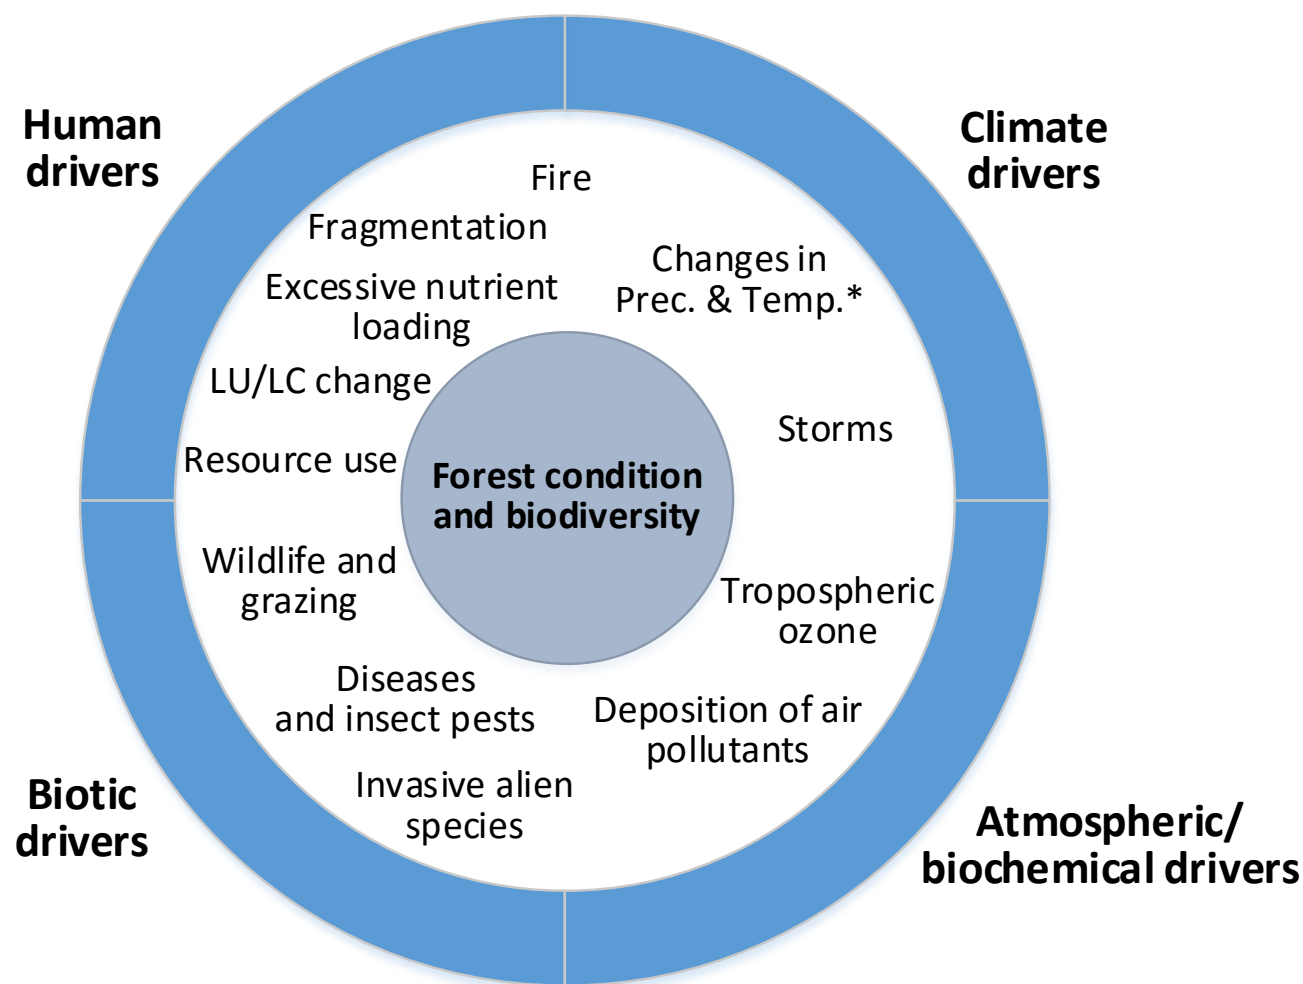 Human
drivers
Climate
drivers
Fire
Fragmentation
Changes in
Prec. & Temp.*
Excessive nutrient
loading
LU/LC change
Storms
Resource use
Forest condition
and biodiversity
Wildlife and
grazing
Tropospheric
ozone
Diseases
and insect pests
Deposition of air
pollutants
Invasive alien
species
Biotic
drivers
Atmospheric/
biochemical drivers